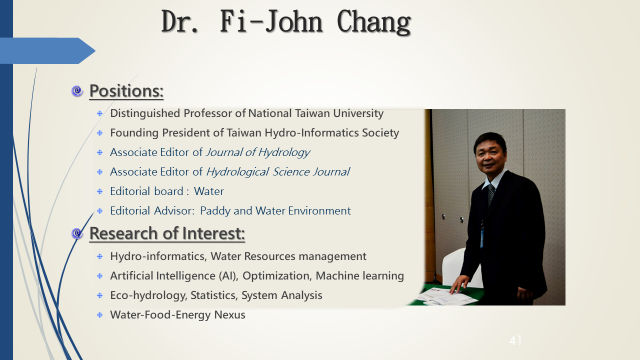 Dr. Fi-John Chang
Positions:
Distinguished Professor of National Taiwan University
Founding President of Taiwan Hydro-Informatics Society
Associate Editor of Journal of Hydrology
Associate Editor of Hydrological Science Journal
Editorial board : Water
Editorial Advisor: Paddy and Water Environment
Research of Interest:
Hydro-informatics, Water Resources management
Artificial Intelligence (AI), Optimization, Machine learning
Eco-hydrology, Statistics, System Analysis
Water-Food-Energy Nexus
41